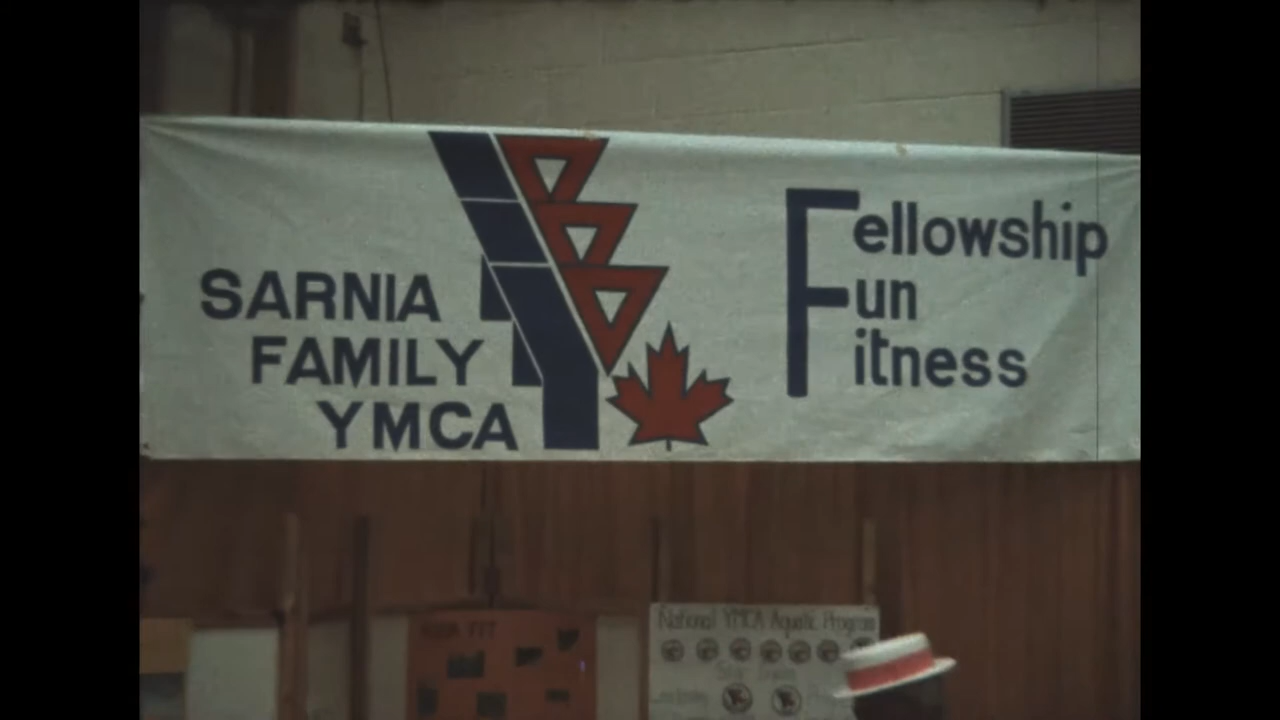 SARNIA
FAMILY
YMCA
Fellowship
Fun
Fitness
National YMCA Aquatic Program